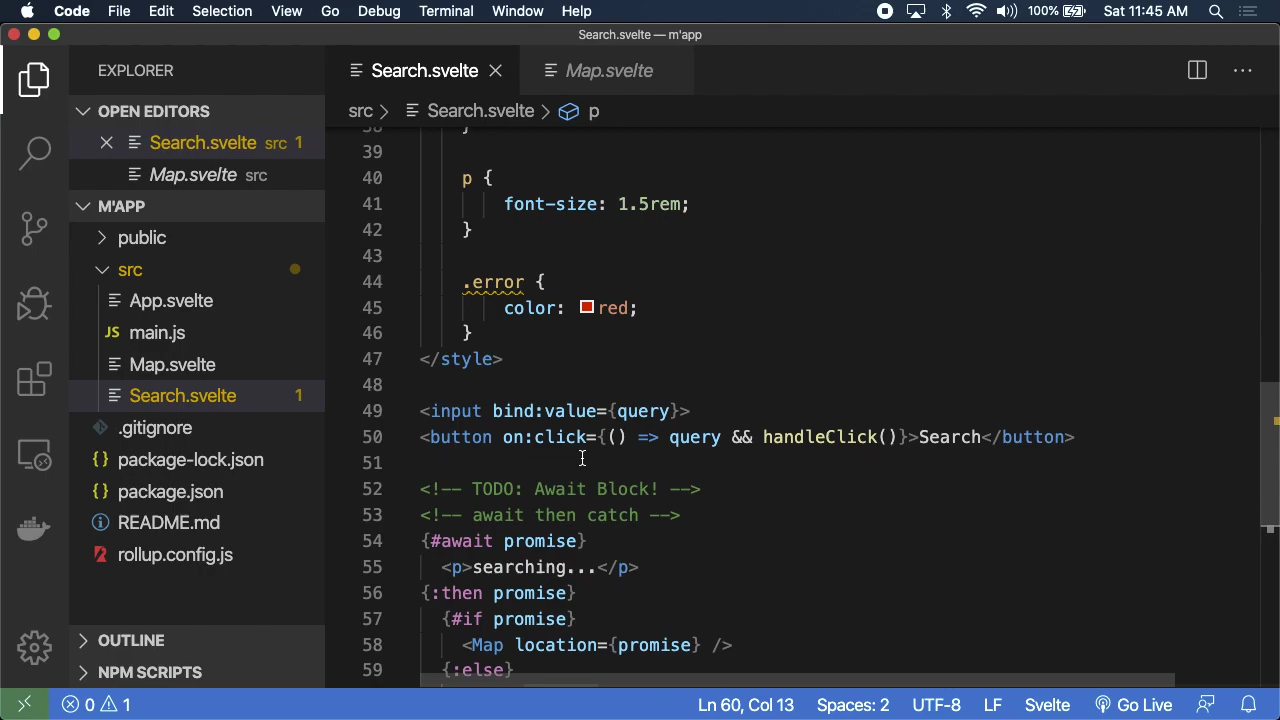 Code File Edit Selection View Go Debug Terminal Window Help 100% Sat 11:45 AM
Search.svelte — m'app
EXPLORER
OPEN EDITORS
Search.svelte src 1
Map.svelte src
M'APP
public
src
App.svelte
JS main.js
Map.svelte
Search.svelte 1
.gitignore
{} package-lock.json
{} package.json
README.md
rollup.config.js
OUTLINE
NPM SCRIPTS
Search.svelte Map.svelte
src > Search.svelte > p
38 }
39
40 p {
41 font-size: 1.5rem;
42 }
43
44 .error {
45 color: red;
46 }
47 </style>
48
49 <input bind:value={query}>
50 <button on:click={() => query && handleClick()}>Search</button>
51
52 <!-- TODO: Await Block! -->
53 <!-- await then catch -->
54 {#await promise}
55 <p>searching...</p>
56 {:then promise}
57 {#if promise}
58 <Map location={promise} />
59 {:else}
0 1 Ln 60, Col 13 Spaces: 2 UTF-8 LF Svelte Go Live